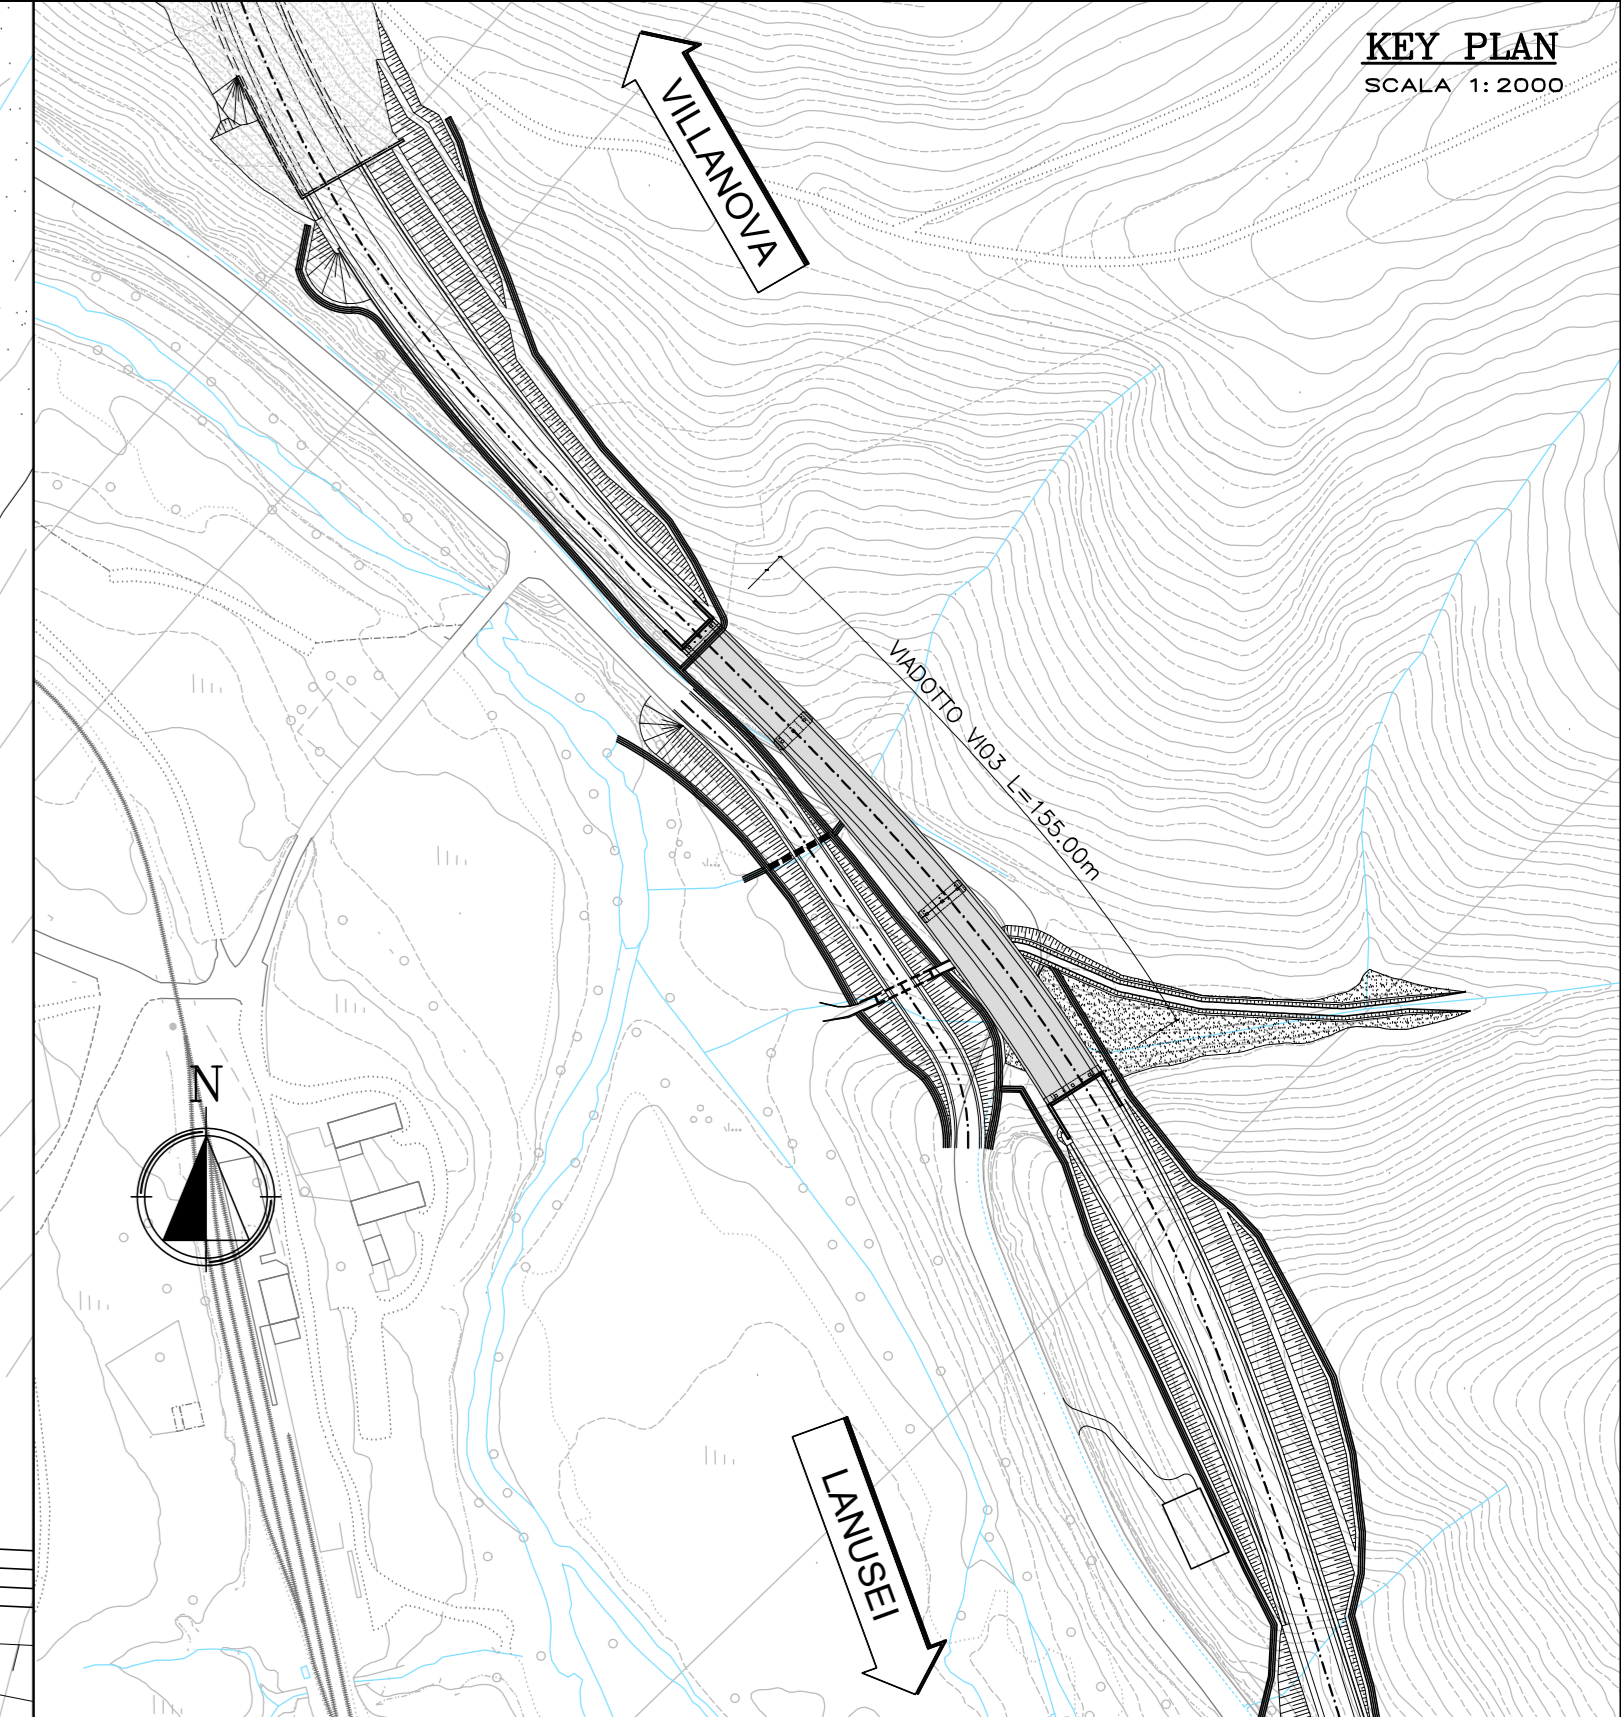 KEY PLAN
SCALA 1:2000
VILLANOVA
VIADOTTO VI03 L=155.00m
N
LANUSEI